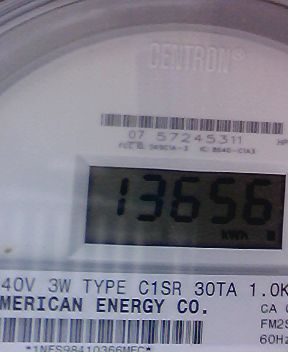 CENTRON®
07 57245311
13656
kWh
40V 3W TYPE C1SR 30TA 1.0K
MERICAN ENERGY CO.
CA
FM2S
60Hz